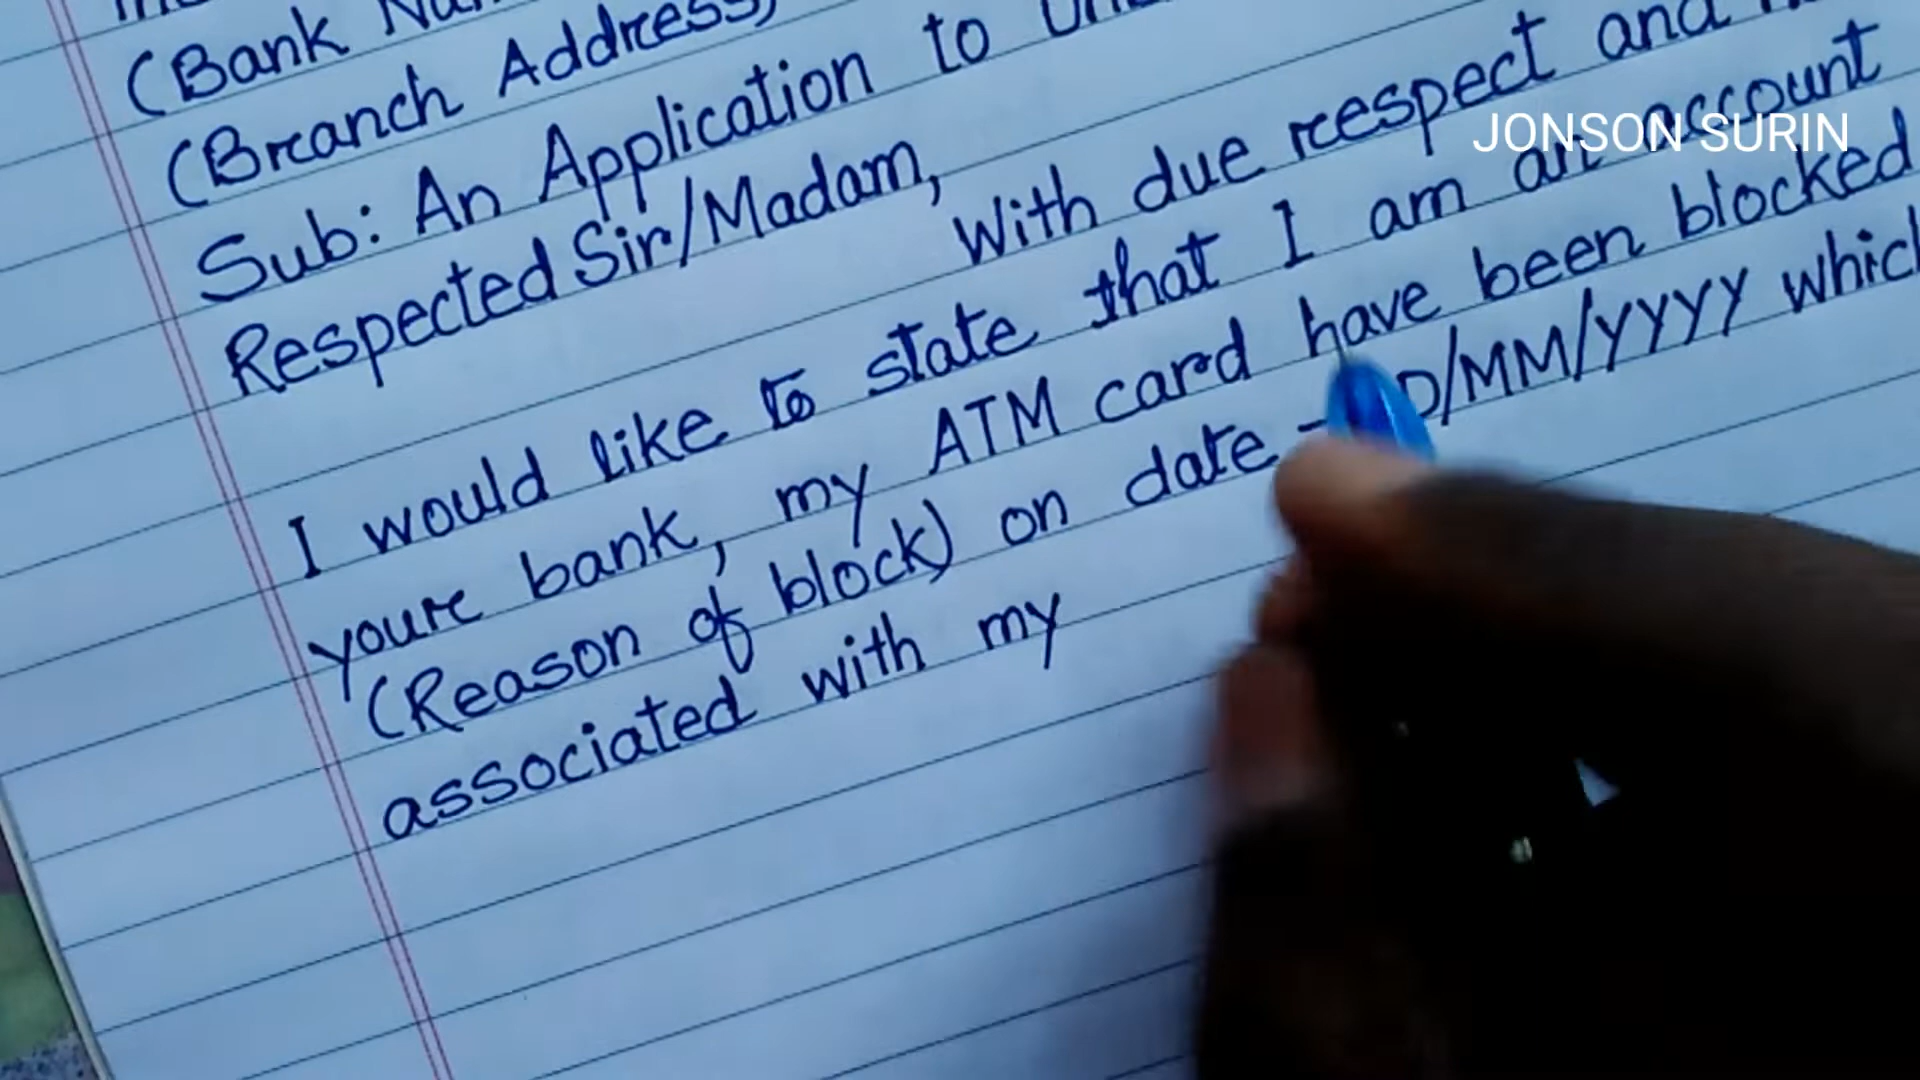 (Bank
(Branch Address)
Sub: An Application to
Respected Sir/Madam,
With due respect and
I would like to state that I am an account
youre bank, my ATM card have been blocked
(Reason of block) on date - DD/MM/YYYY which
associated with my
JONSON SURIN